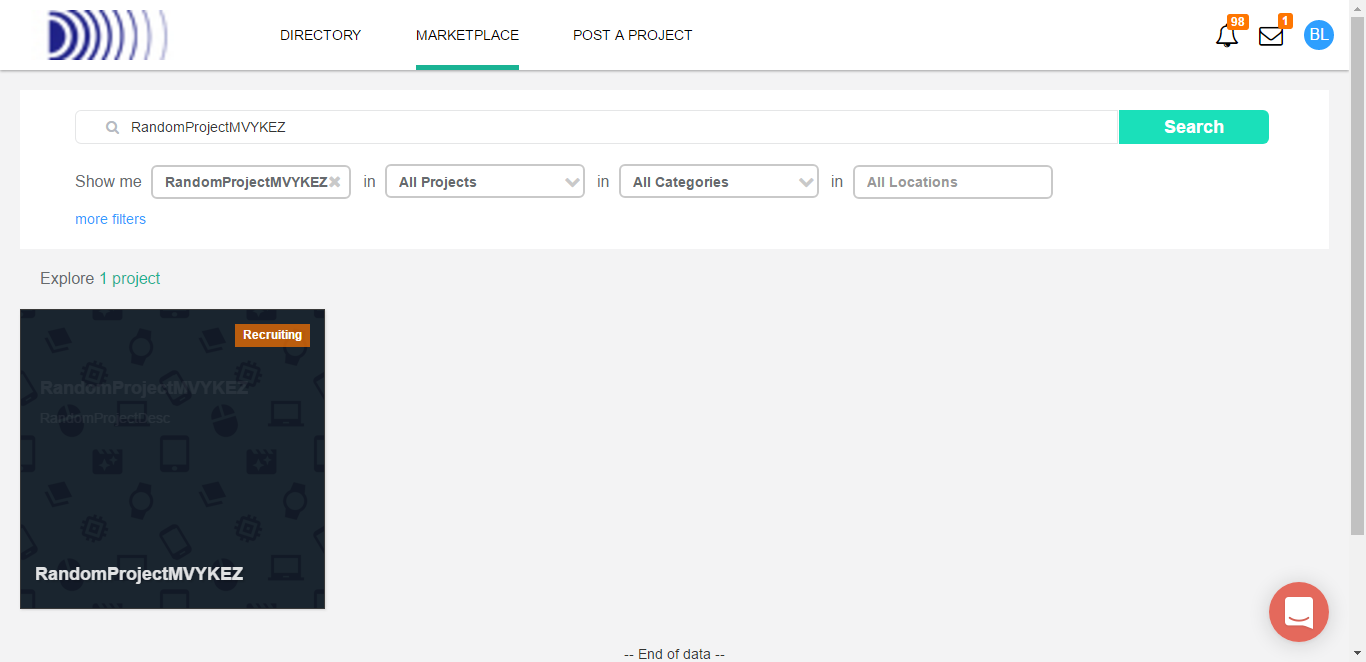 DIRECTORY MARKETPLACE POST A PROJECT 98 1 BL
RandomProjectMVYKEZ Search
Show me RandomProjectMVYKEZ in All Projects in All Categories in All Locations
more filters
Explore 1 project
Recruiting
RandomProjectMVYKEZ
RandomProjectDesc
RandomProjectMVYKEZ
-- End of data --